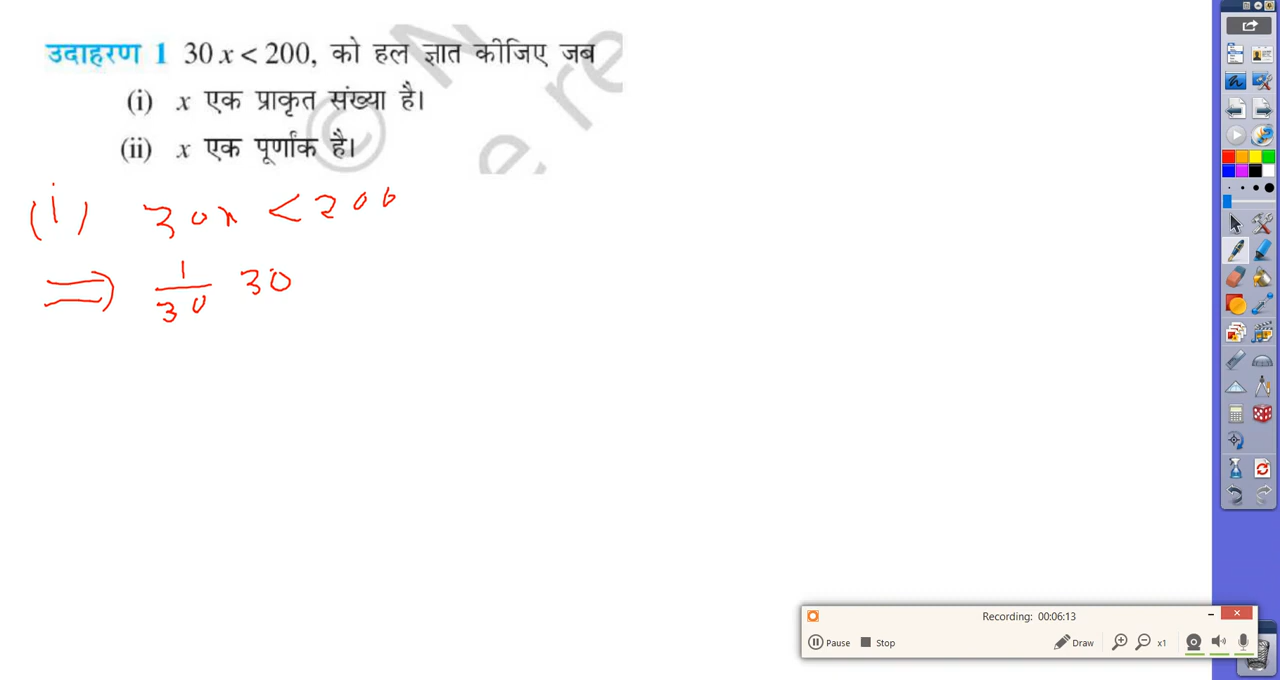 उदाहरण 1 30 x < 200, को हल ज्ञात कीजिए जब
(i) x एक प्राकृत संख्या है।
(ii) x एक पूर्णांक है।
(i) 30x < 200
⇒ 1/30 30
Recording: 00:06:13
Pause Stop Draw x1